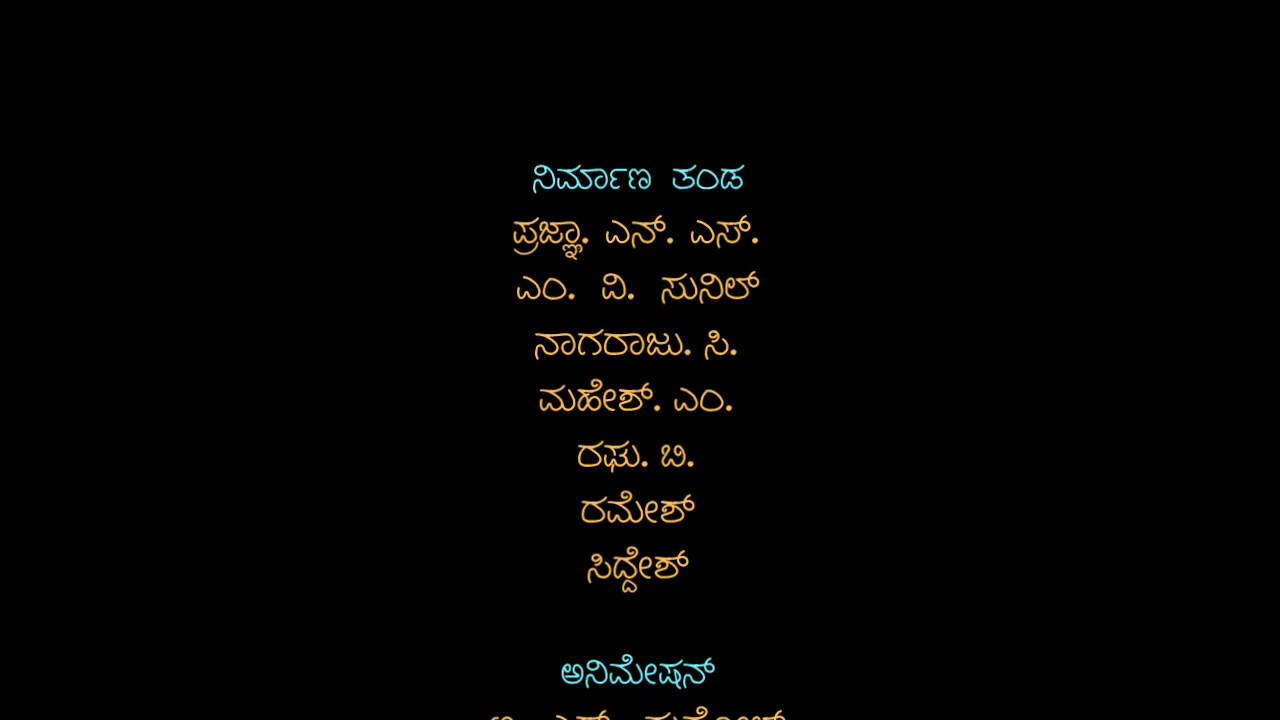 ನಿರ್ಮಾಣ ತಂಡ
ಪ್ರಜ್ಞಾ. ಎನ್. ಎಸ್.
ಎಂ. ವಿ. ಸುನಿಲ್
ನಾಗರಾಜು. ಸಿ.
ಮಹೇಶ್. ಎಂ.
ರಘು. ಬಿ.
ರಮೇಶ್
ಸಿದ್ದೇಶ್
ಅನಿಮೇಷನ್